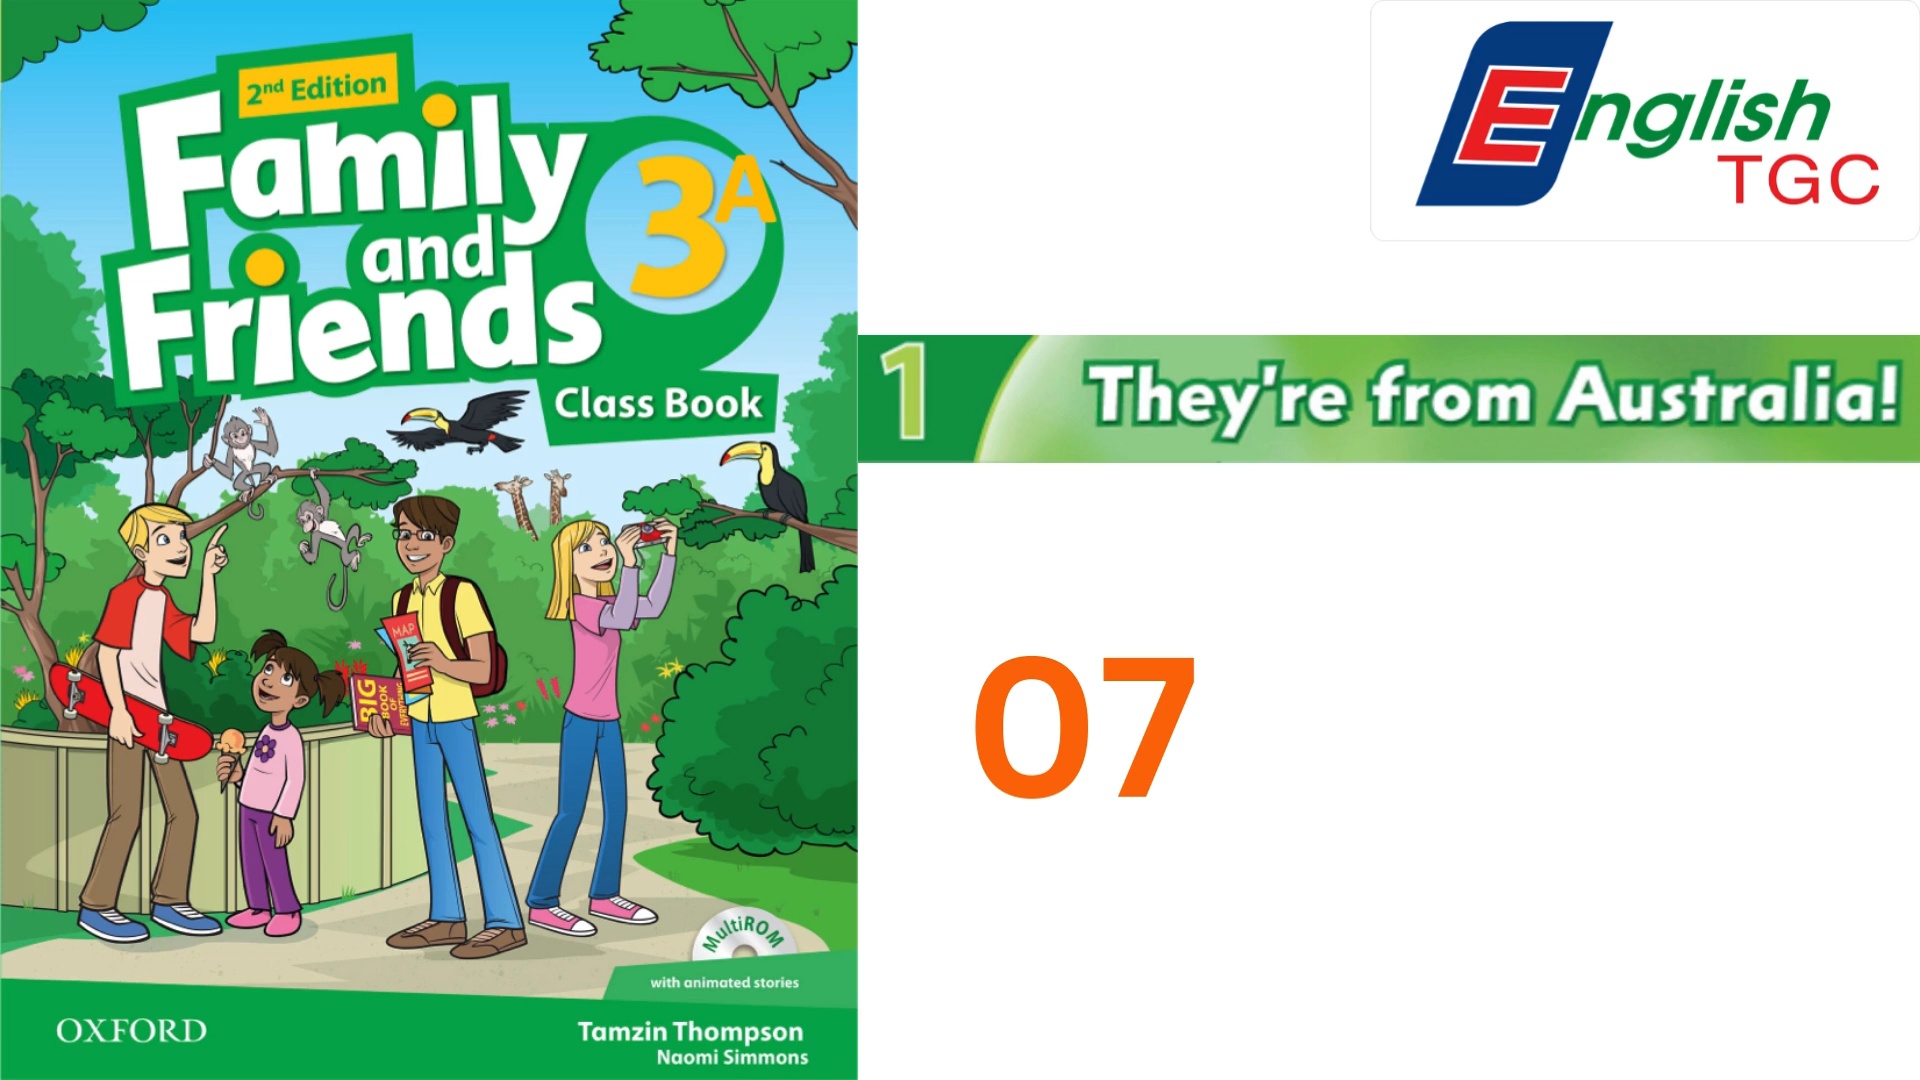 2nd Edition
Family
and
Friends
3A
Class Book
MAP
BIG
BOOK
OF
EVERYTHING
MultiROM
with animated stories
OXFORD
Tamzin Thompson
Naomi Simmons
English
TGC
1 They're from Australia!
07